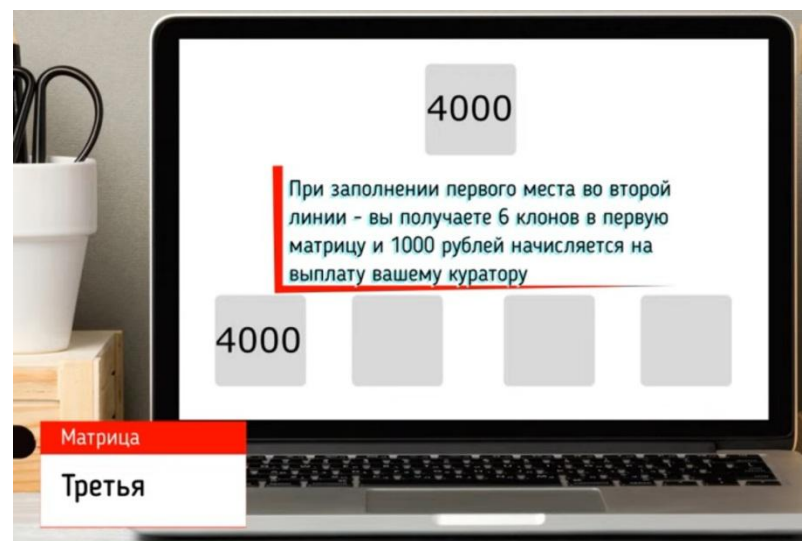 4000
При заполнении первого места во второй
линии - вы получаете 6 клонов в первую
матрицу и 1000 рублей начисляется на
выплату вашему куратору
4000
Матрица
Третья